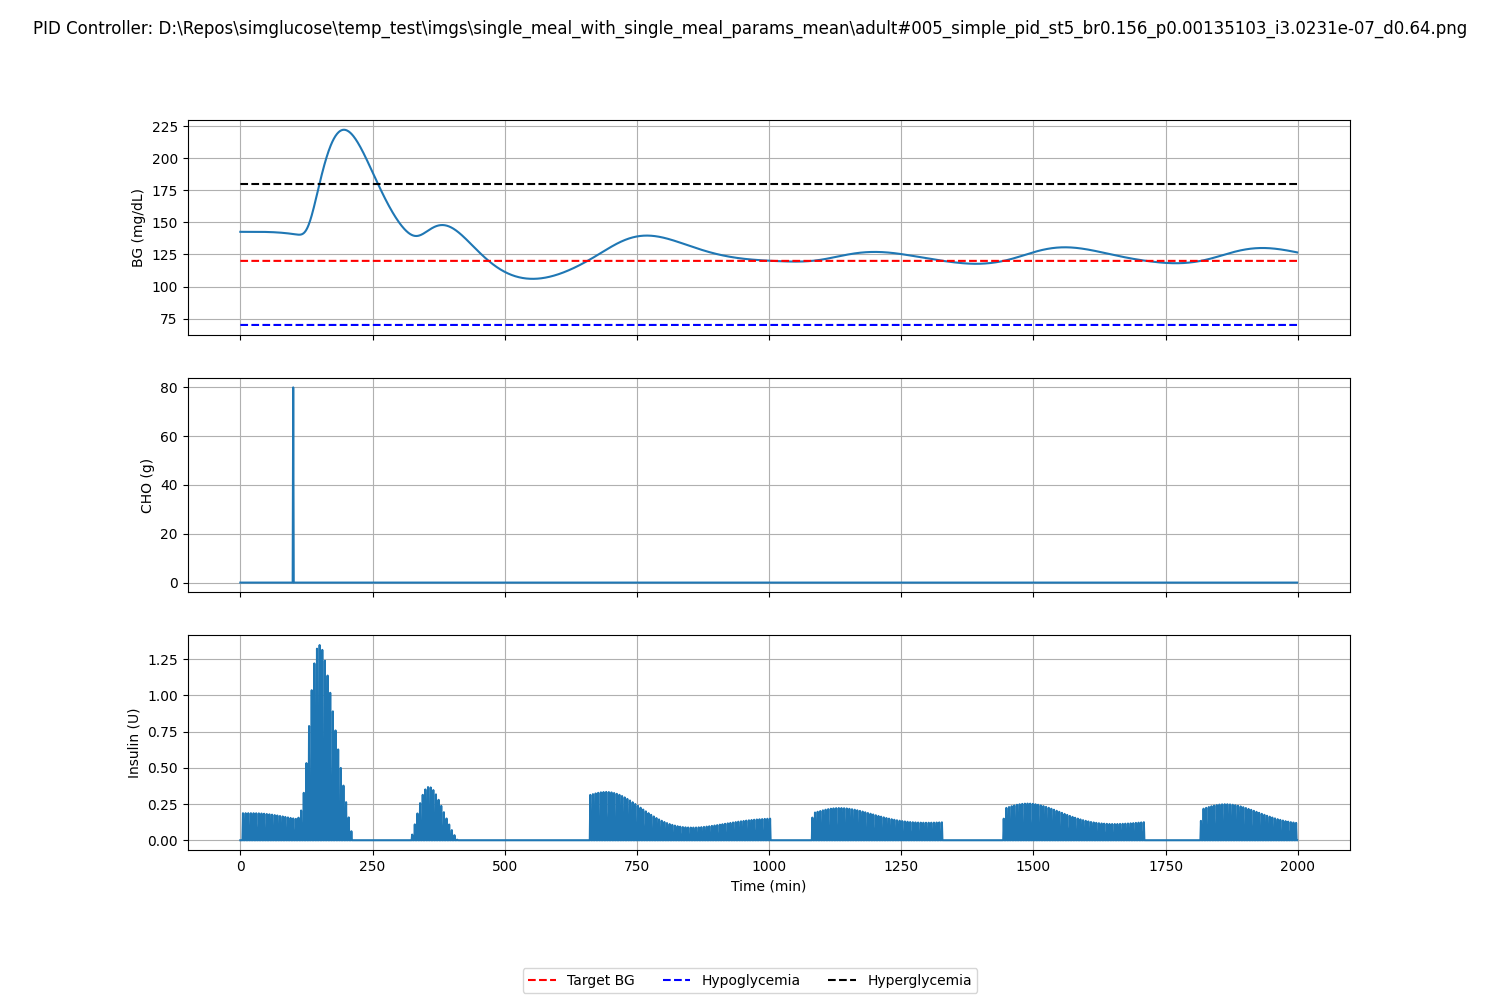 PID Controller: D:\Repos\simglucose\temp_test\imgs\single_meal_with_single_meal_params_mean\adult#005_simple_pid_st5_br0.156_p0.00135103_i3.0231e-07_d0.64.png
225
200
175
150
125
100
75
BG (mg/dL)
80
60
40
20
0
CHO (g)
1.25
1.00
0.75
0.50
0.25
0.00
Insulin (U)
0 250 500 750 1000 1250 1500 1750 2000
Time (min)
Target BG Hypoglycemia Hyperglycemia